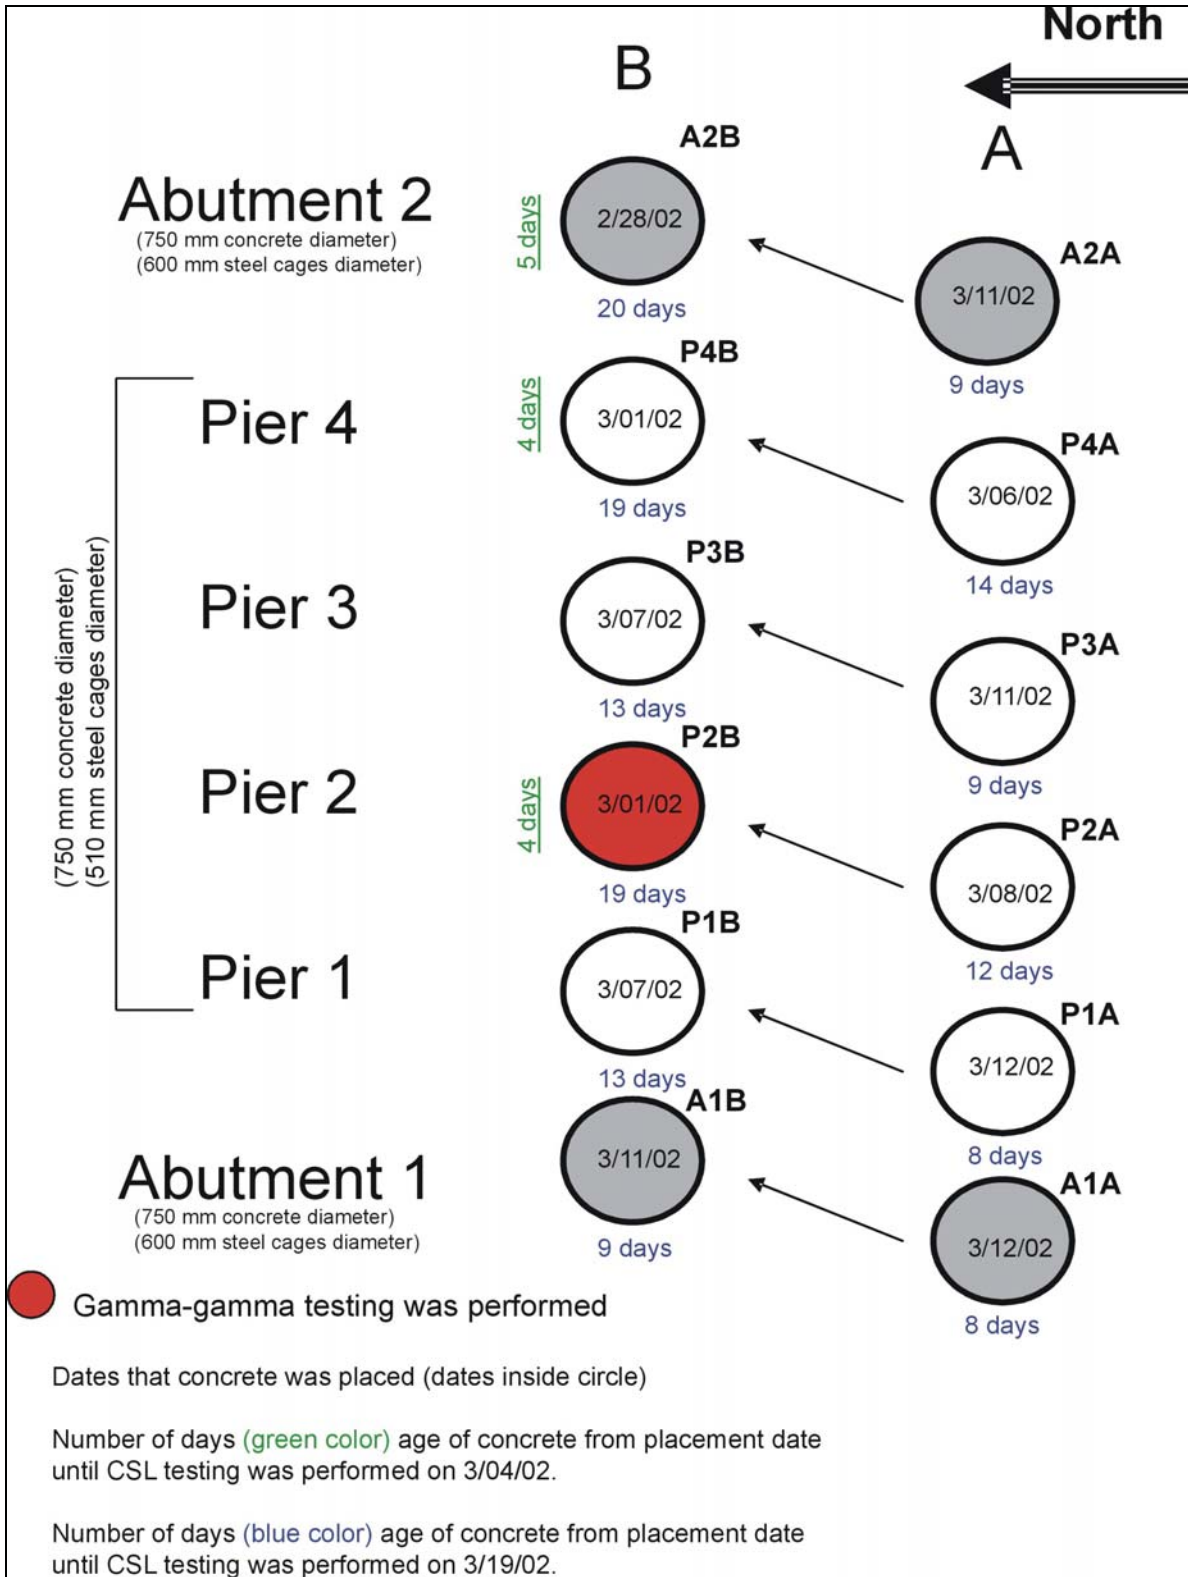 North
B
A
A2B
Abutment 2
(750 mm concrete diameter)
(600 mm steel cages diameter)
5 days
2/28/02
20 days
A2A
3/11/02
9 days
P4B
Pier 4
4 days
3/01/02
19 days
P4A
3/06/02
14 days
P3B
Pier 3
3/07/02
13 days
P3A
3/11/02
9 days
(750 mm concrete diameter)
(510 mm steel cages diameter)
P2B
Pier 2
4 days
3/01/02
19 days
P2A
3/08/02
12 days
P1B
Pier 1
3/07/02
13 days
P1A
3/12/02
8 days
A1B
Abutment 1
(750 mm concrete diameter)
(600 mm steel cages diameter)
3/11/02
9 days
A1A
3/12/02
8 days
Gamma-gamma testing was performed
Dates that concrete was placed (dates inside circle)
Number of days (green color) age of concrete from placement date
until CSL testing was performed on 3/04/02.
Number of days (blue color) age of concrete from placement date
until CSL testing was performed on 3/19/02.